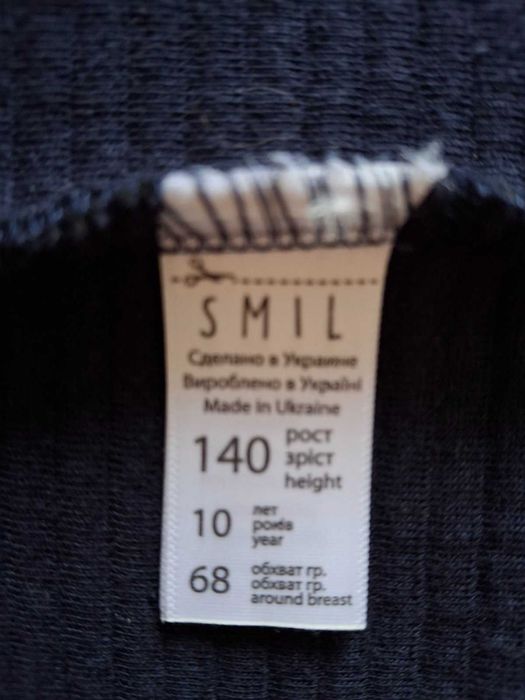 SMIL
Сделано в Украине
Вироблено в Україні
Made in Ukraine
140 рост
зріст
height
10 лет
років
year
68 обхват гр.
обхват гр.
around breast